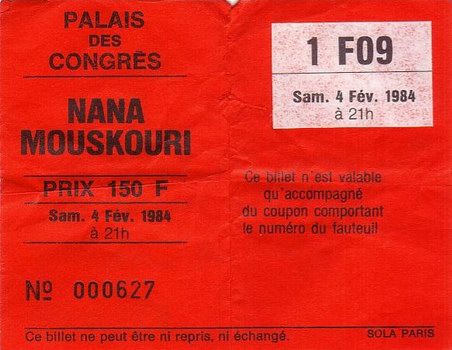 PALAIS
DES
CONGRÈS
NANA
MOUSKOURI
PRIX 150 F
Sam. 4 Fév. 1984
à 21h
Nº 000627
1 F09
Sam. 4 Fév. 1984
à 21h
Ce billet n'est valable
qu'accompagné
du coupon comportant
le numéro du fauteuil
Ce billet ne peut être ni repris, ni échangé.
SOLA PARIS